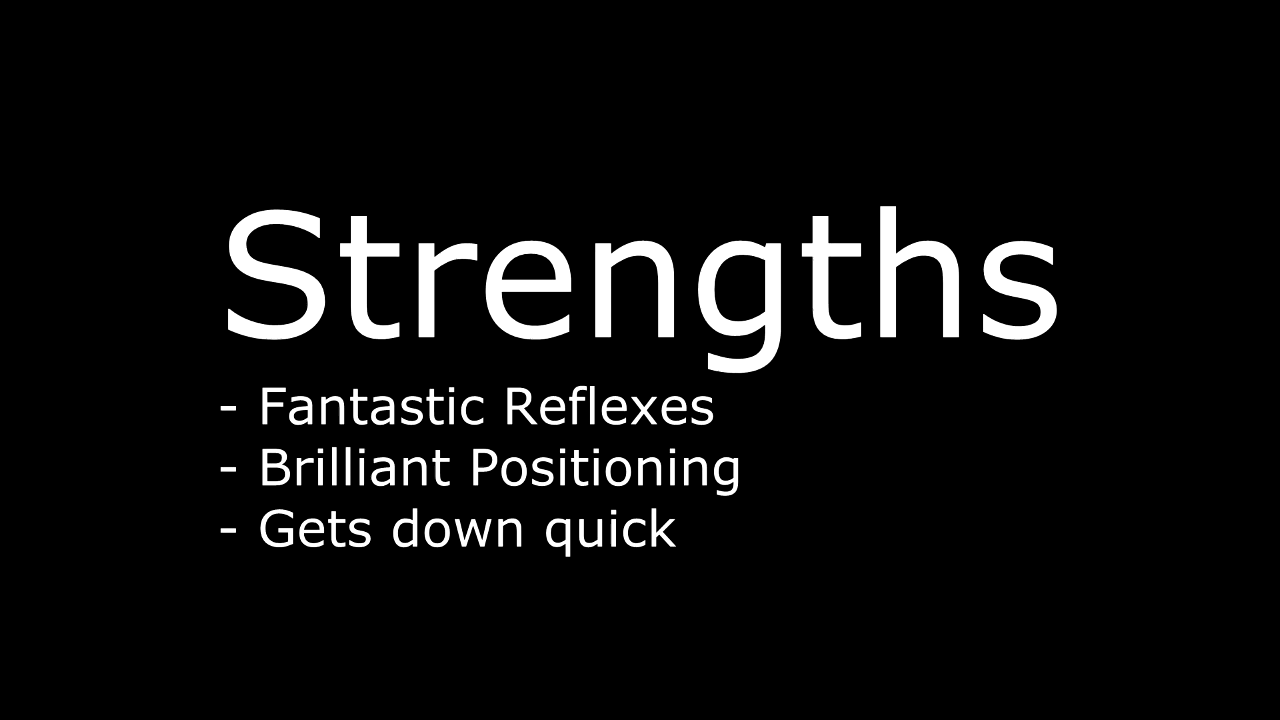 Strengths
- Fantastic Reflexes
- Brilliant Positioning
- Gets down quick